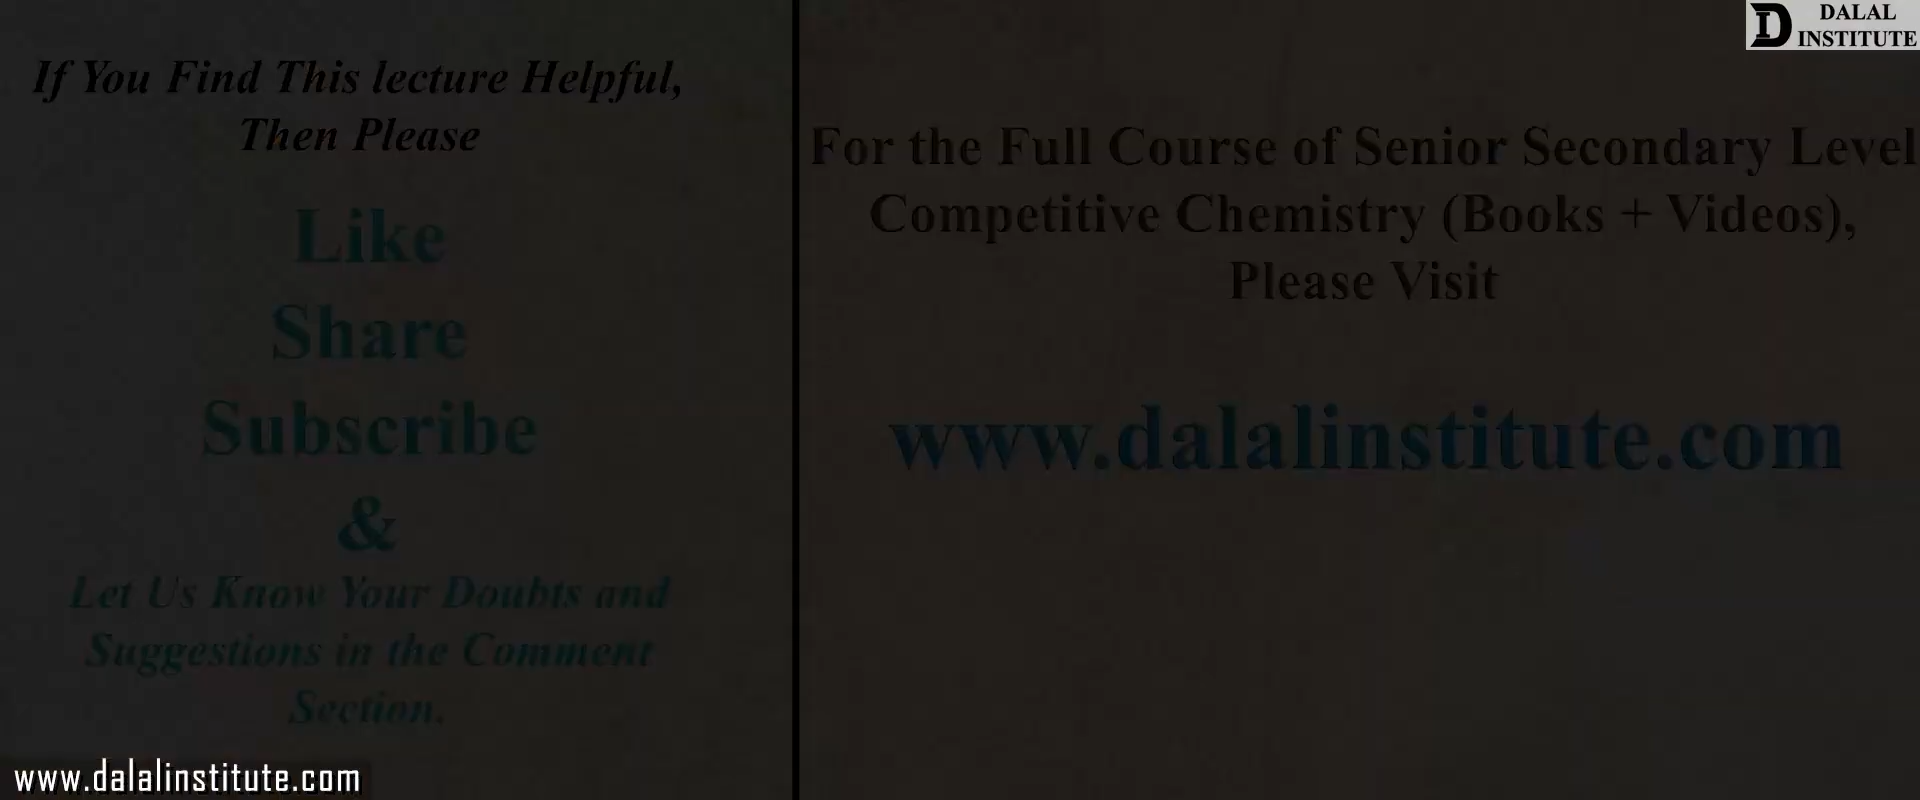 If You Find This lecture Helpful,
Then Please
Like
Share
Subscribe
&
Let Us Know Your Doubts and
Suggestions in the Comment
Section.
DALAL
INSTITUTE
For the Full Course of Senior Secondary Level
Competitive Chemistry (Books + Videos),
Please Visit
www.dalalinstitute.com
www.dalalinstitute.com